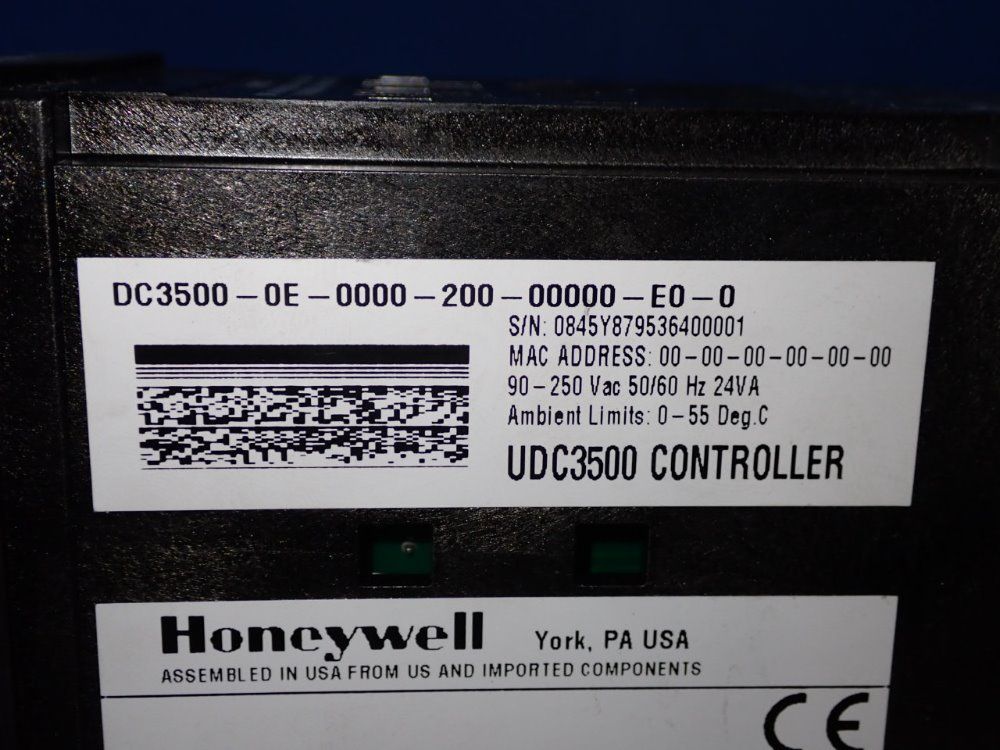 DC3500-0E-0000-200-00000-E0-0
S/N: 0845Y879536400001
MAC ADDRESS: 00-00-00-00-00-00
90-250 Vac 50/60 Hz 24VA
Ambient Limits: 0-55 Deg.C
UDC3500 CONTROLLER
Honeywell York, PA USA
ASSEMBLED IN USA FROM US AND IMPORTED COMPONENTS
CE